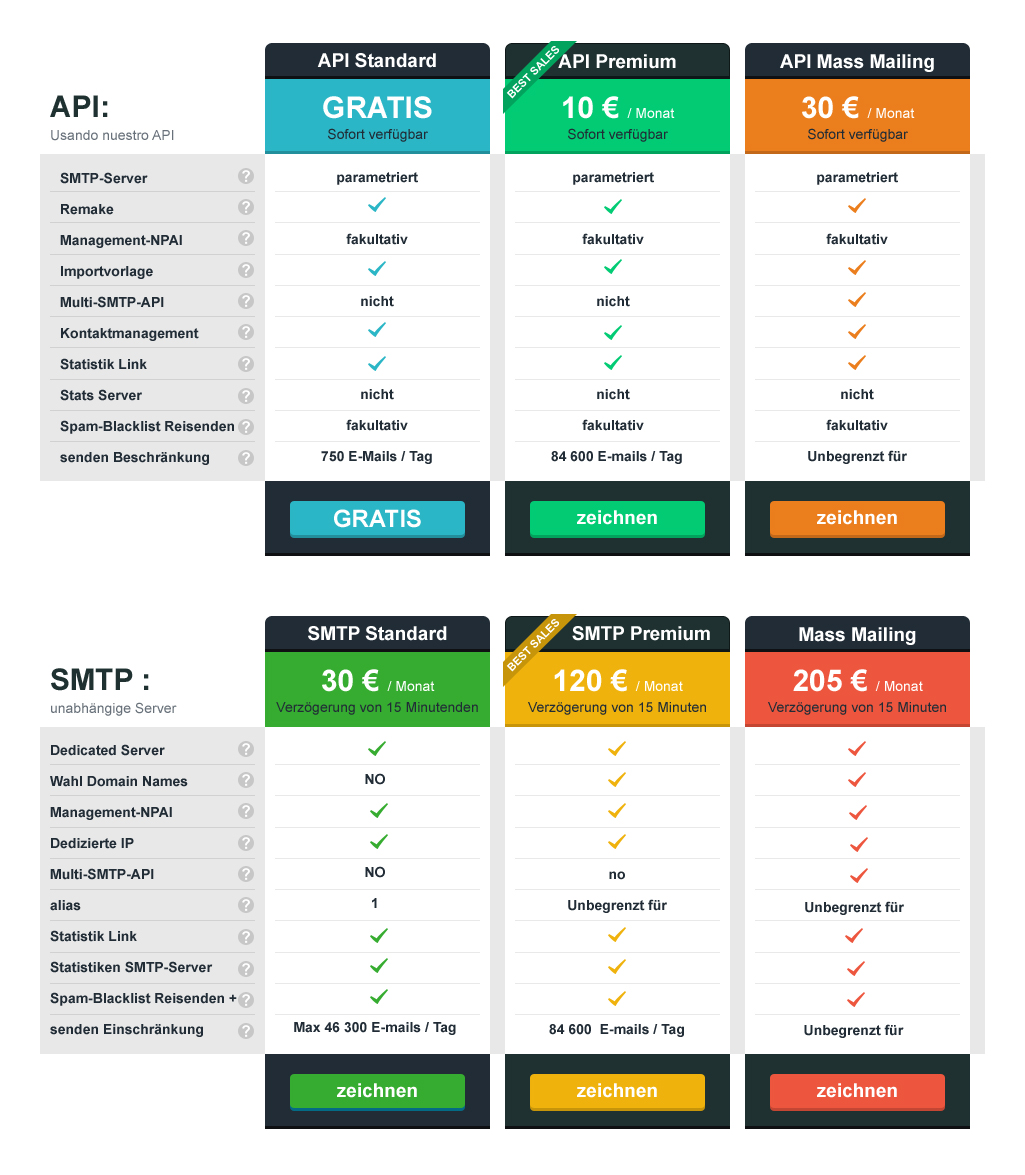 API Standard
BEST SALES
API Premium
API Mass Mailing
API:
Usando nuestro API
GRATIS
Sofort verfügbar
10 € / Monat
Sofort verfügbar
30 € / Monat
Sofort verfügbar
SMTP-Server ? parametriert parametriert parametriert
Remake ?
Management-NPAI ? fakultativ fakultativ fakultativ
Importvorlage ?
Multi-SMTP-API ? nicht nicht
Kontaktmanagement ?
Statistik Link ?
Stats Server ? nicht nicht nicht
Spam-Blacklist Reisenden ? fakultativ fakultativ fakultativ
senden Beschränkung ? 750 E-Mails / Tag 84 600 E-mails / Tag Unbegrenzt für
GRATIS zeichnen zeichnen
SMTP Standard
BEST SALES
SMTP Premium
Mass Mailing
SMTP :
unabhängige Server
30 € / Monat
Verzögerung von 15 Minutenden
120 € / Monat
Verzögerung von 15 Minuten
205 € / Monat
Verzögerung von 15 Minuten
Dedicated Server ?
Wahl Domain Names ? NO
Management-NPAI ?
Dedizierte IP ?
Multi-SMTP-API ? NO no
alias ? 1 Unbegrenzt für Unbegrenzt für
Statistik Link ?
Statistiken SMTP-Server ?
Spam-Blacklist Reisenden + ?
senden Einschränkung ? Max 46 300 E-mails / Tag 84 600 E-mails / Tag Unbegrenzt für
zeichnen zeichnen zeichnen